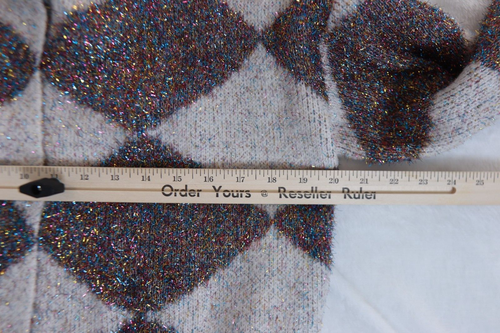 10 11 12 13 14 15 16 17 18 19 20 21 22 23 24 25
Order Yours @ Reseller Ruler